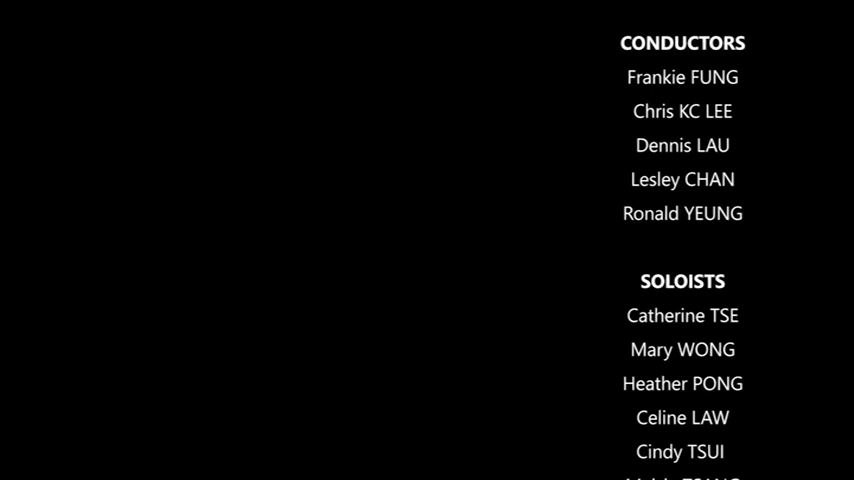 CONDUCTORS
Frankie FUNG
Chris KC LEE
Dennis LAU
Lesley CHAN
Ronald YEUNG
SOLOISTS
Catherine TSE
Mary WONG
Heather PONG
Celine LAW
Cindy TSUI